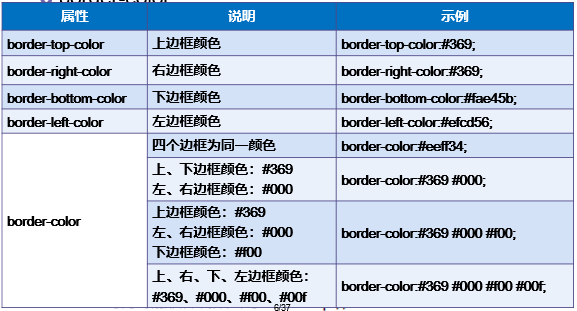 border-color
属性 说明 示例
border-top-color 上边框颜色 border-top-color:#369;
border-right-color 右边框颜色 border-right-color:#369;
border-bottom-color 下边框颜色 border-bottom-color:#fae45b;
border-left-color 左边框颜色 border-left-color:#efcd56;
border-color
四个边框为同一颜色 border-color:#eeff34;
上、下边框颜色：#369
左、右边框颜色：#000
border-color:#369 #000;
上边框颜色：#369
左、右边框颜色：#000
下边框颜色：#f00
border-color:#369 #000 #f00;
上、右、下、左边框颜色：
#369、#000、#f00、#00f
border-color:#369 #000 #f00 #00f;
6/37